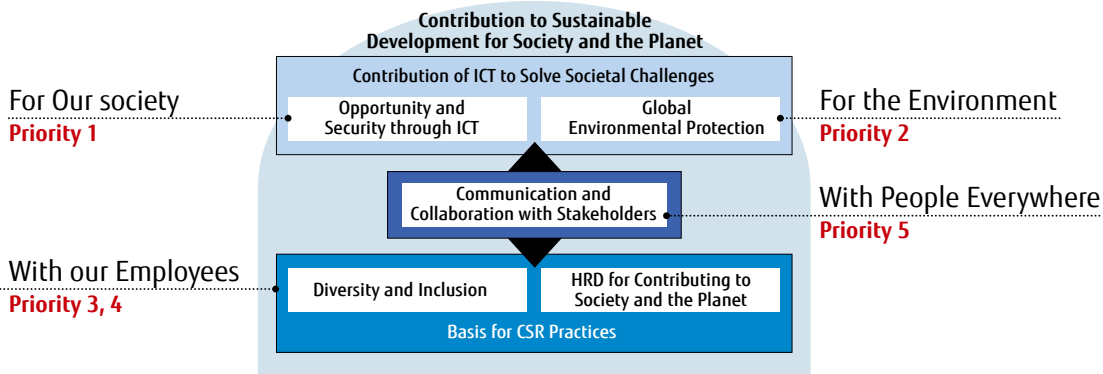 Contribution to Sustainable
Development for Society and the Planet
Contribution of ICT to Solve Societal Challenges
For Our society
Priority 1
Opportunity and
Security through ICT
Global
Environmental Protection
For the Environment
Priority 2
Communication and
Collaboration with Stakeholders
With People Everywhere
Priority 5
With our Employees
Priority 3, 4
Diversity and Inclusion
HRD for Contributing to
Society and the Planet
Basis for CSR Practices